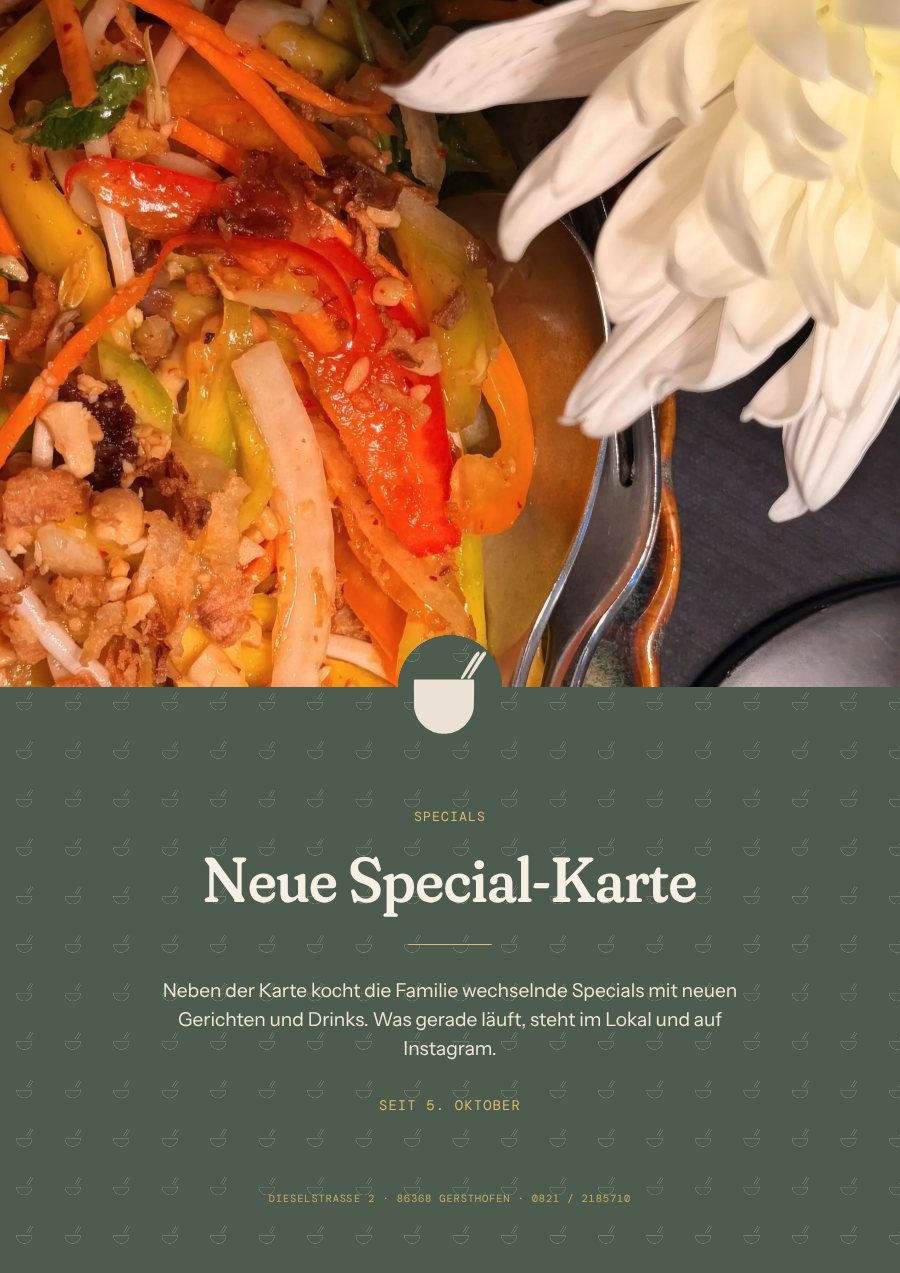 SPECIALS
Neue Special-Karte
Neben der Karte kocht die Familie wechselnde Specials mit neuen
Gerichten und Drinks. Was gerade läuft, steht im Lokal und auf
Instagram.
SEIT 5. OKTOBER
DIESELSTRASSE 2 · 86368 GERSTHOFEN · 0821 / 2185710